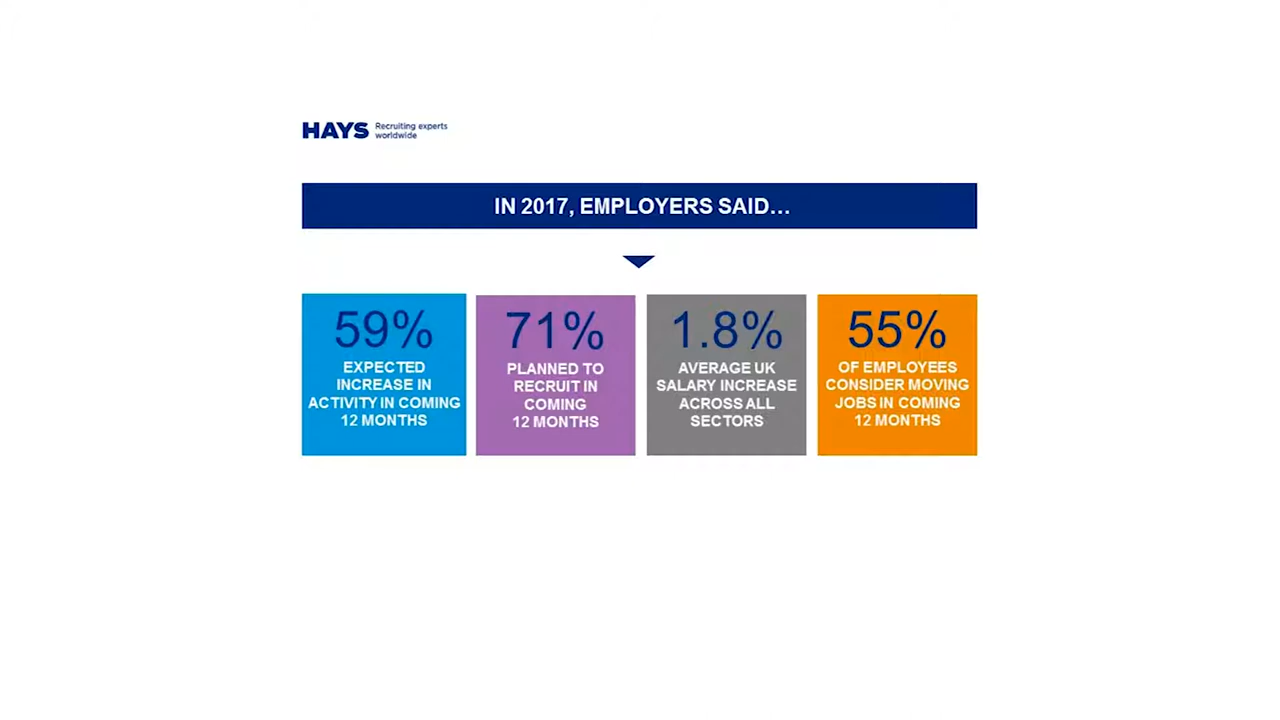 HAYS Recruiting experts
worldwide
IN 2017, EMPLOYERS SAID...
59%
EXPECTED
INCREASE IN
ACTIVITY IN COMING
12 MONTHS
71%
PLANNED TO
RECRUIT IN
COMING
12 MONTHS
1.8%
AVERAGE UK
SALARY INCREASE
ACROSS ALL
SECTORS
55%
OF EMPLOYEES
CONSIDER MOVING
JOBS IN COMING
12 MONTHS